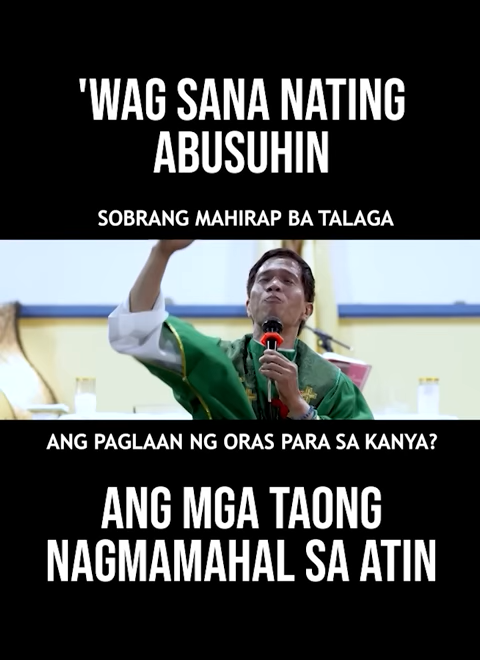 'WAG SANA NATING
ABUSUHIN
SOBRANG MAHIRAP BA TALAGA
ANG PAGLAAN NG ORAS PARA SA KANYA?
ANG MGA TAONG
NAGMAMAHAL SA ATIN